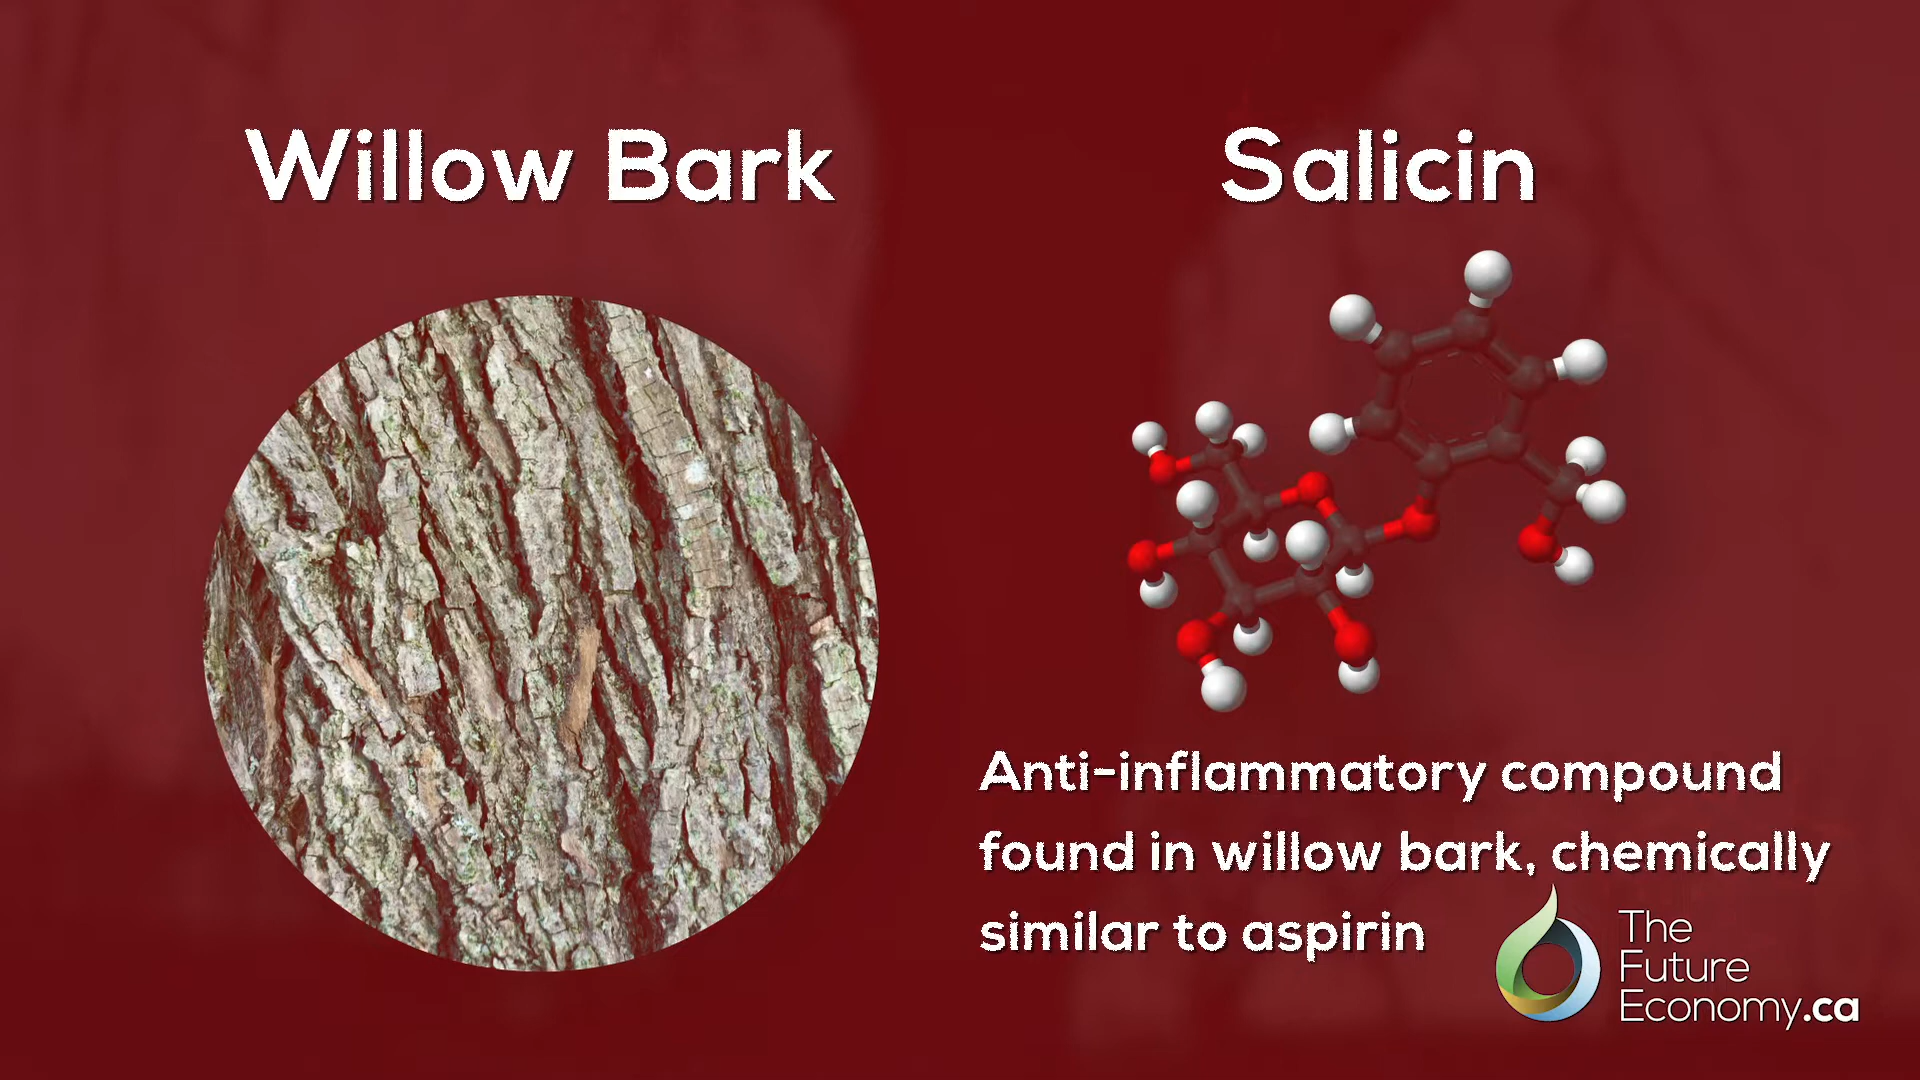 Willow Bark
Salicin
Anti-inflammatory compound
found in willow bark, chemically
similar to aspirin
The
Future
Economy.ca